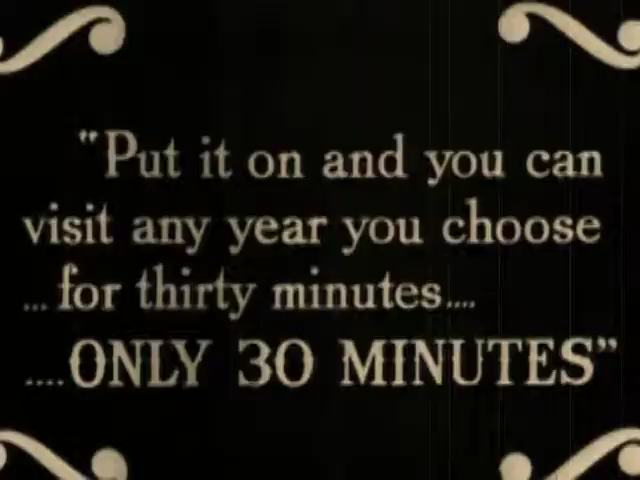 "Put it on and you can
visit any year you choose
... for thirty minutes....
....ONLY 30 MINUTES”